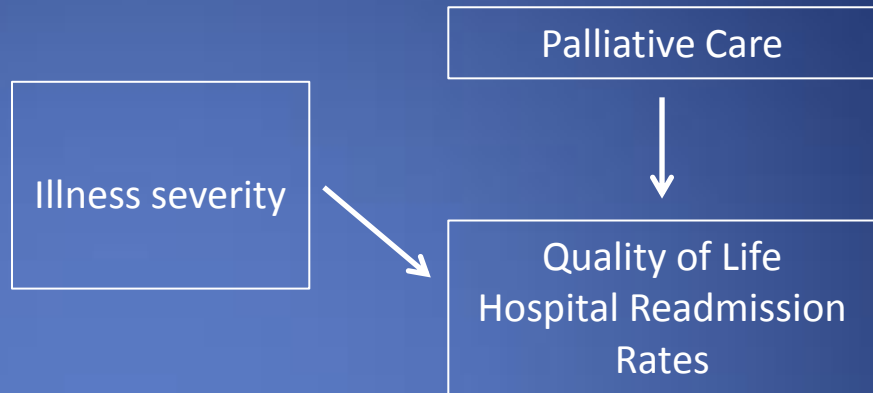 Palliative Care
Illness severity
Quality of Life
Hospital Readmission
Rates